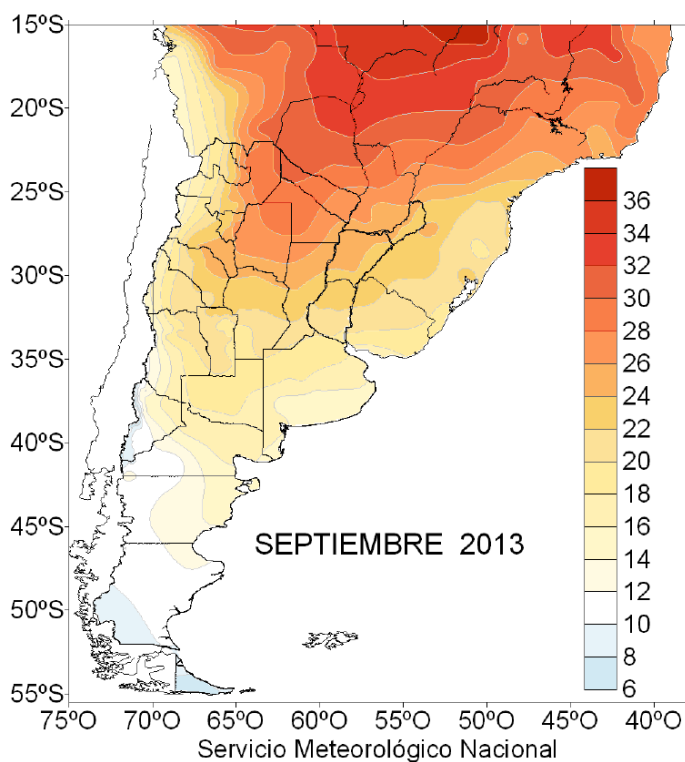 15ºS
20ºS
25ºS
30ºS
35ºS
40ºS
45ºS
50ºS
55ºS
36
34
32
30
28
26
24
22
20
18
16
14
12
10
8
6
SEPTIEMBRE 2013
75ºO 70ºO 65ºO 60ºO 55ºO 50ºO 45ºO 40ºO
Servicio Meteorológico Nacional